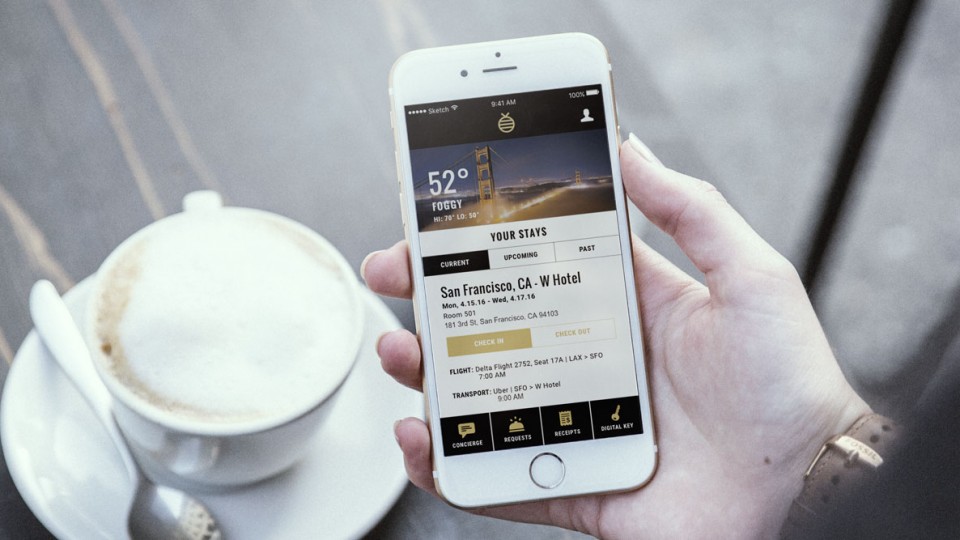 Sketch 9:41 AM 100%
52°
FOGGY
HI: 70° LO: 50°
YOUR STAYS
CURRENT UPCOMING PAST
San Francisco, CA - W Hotel
Mon, 4.15.16 - Wed, 4.17.16
Room 501
181 3rd St, San Francisco, CA 94103
CHECK IN CHECK OUT
FLIGHT: Delta Flight 2752, Seat 17A | LAX > SFO
7:00 AM
TRANSPORT: Uber | SFO > W Hotel
9:00 AM
CONCIERGE REQUESTS RECEIPTS DIGITAL KEY